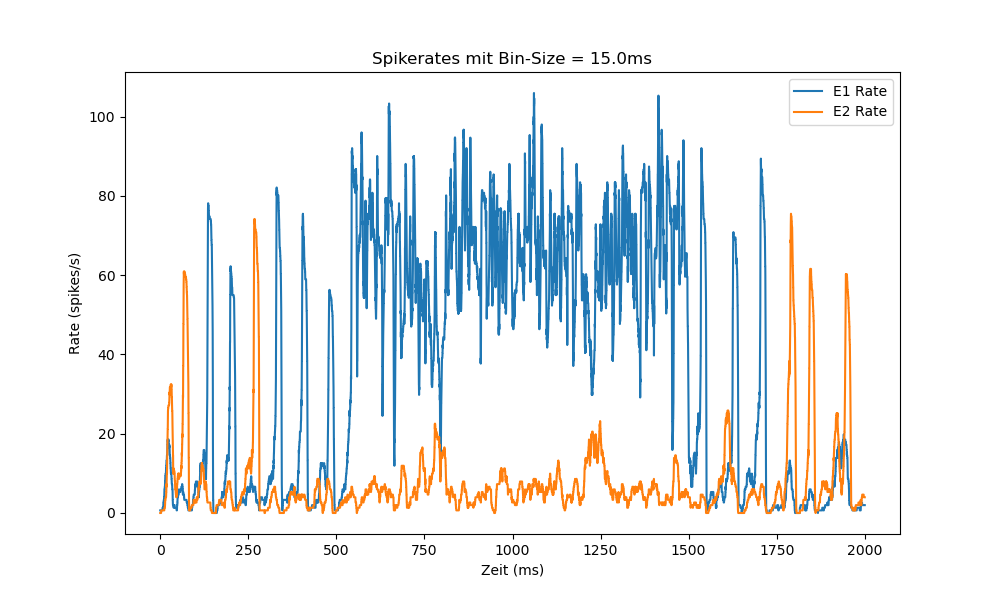 Spikerates mit Bin-Size = 15.0ms
E1 Rate
E2 Rate
Rate (spikes/s)
100
80
60
40
20
0
0 250 500 750 1000 1250 1500 1750 2000
Zeit (ms)